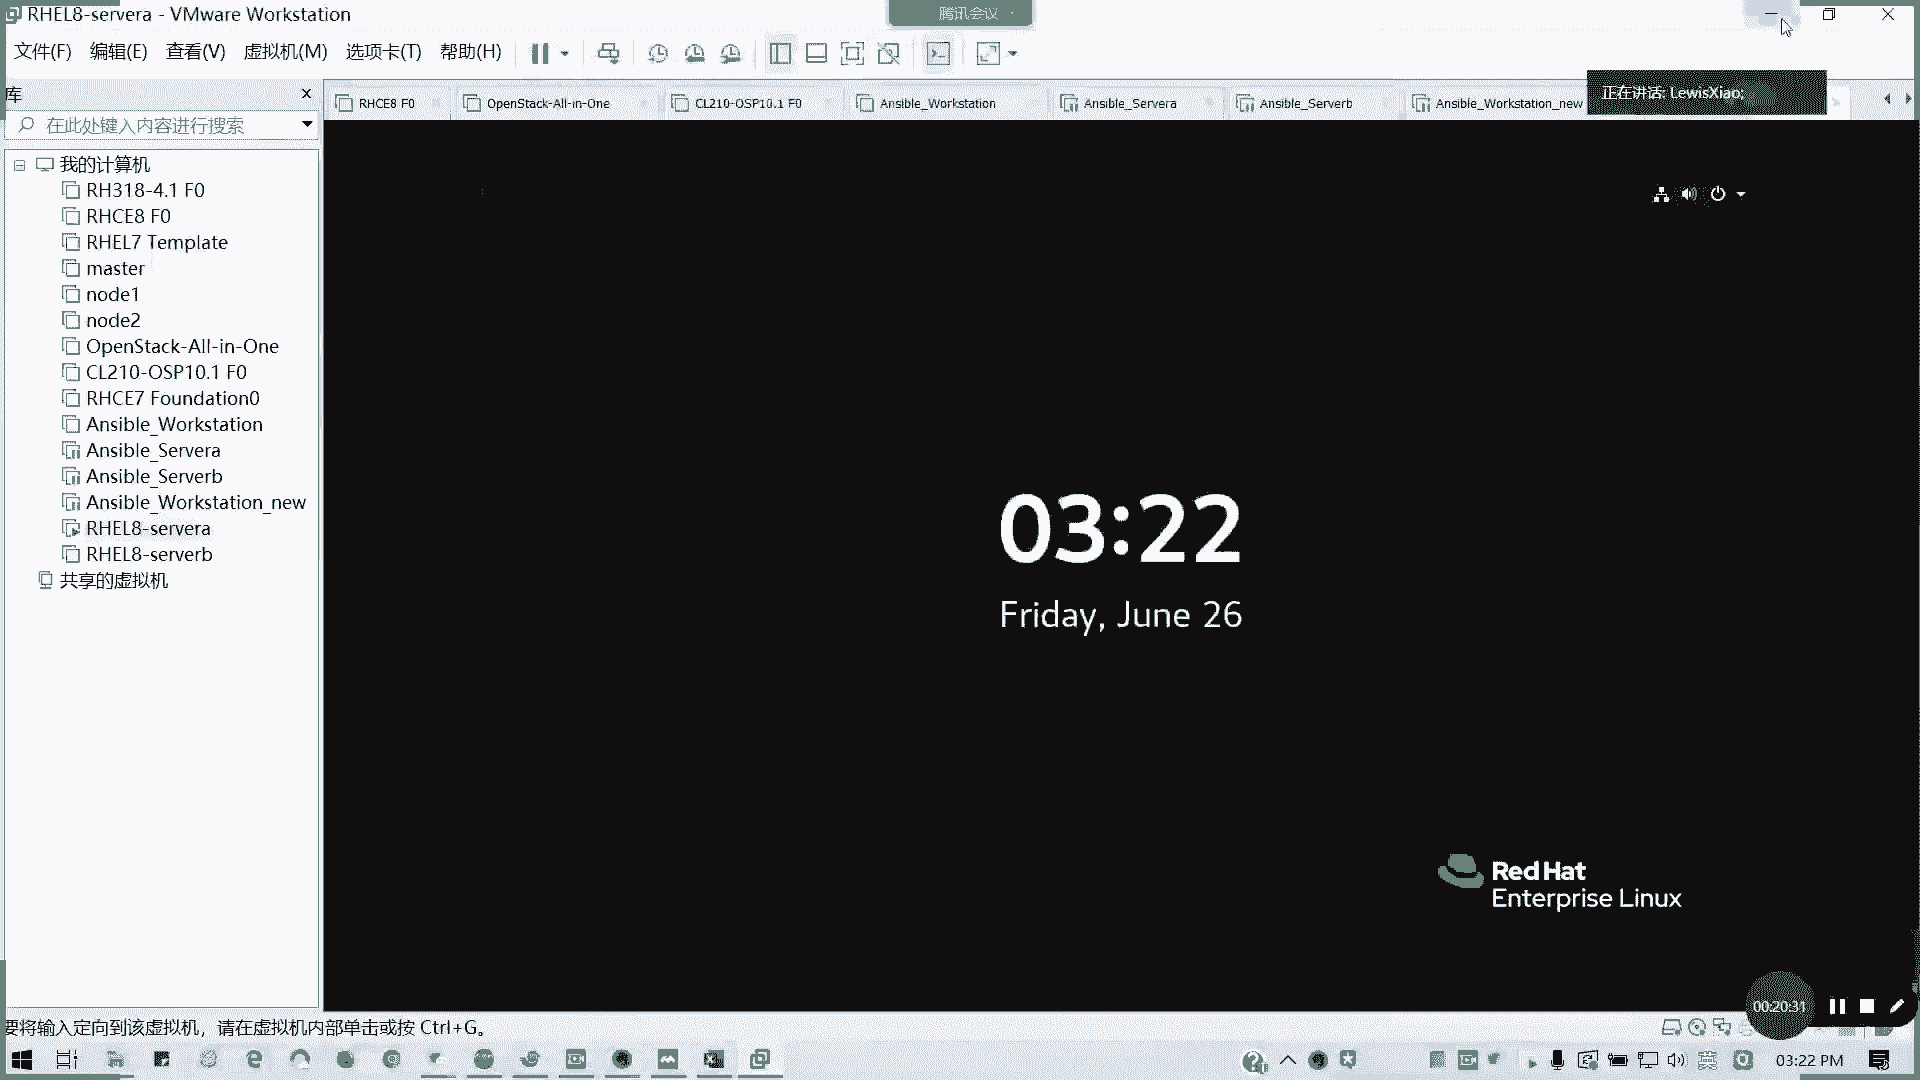 RHEL8-servera - VMware Workstation
腾讯会议
文件(F) 编辑(E) 查看(V) 虚拟机(M) 选项卡(T) 帮助(H)
正在讲话: LewisXiao;
库
RHCE8 F0
OpenStack-All-in-One
CL210-OSP10.1 F0
Ansible_Workstation
Ansible_Servera
Ansible_Serverb
Ansible_Workstation_new
在此处键入内容进行搜索
我的计算机
RH318-4.1 F0
RHCE8 F0
RHEL7 Template
master
node1
node2
OpenStack-All-in-One
CL210-OSP10.1 F0
RHCE7 Foundation0
Ansible_Workstation
Ansible_Servera
Ansible_Serverb
Ansible_Workstation_new
RHEL8-servera
RHEL8-serverb
共享的虚拟机
03:22
Friday, June 26
Red Hat
Enterprise Linux
00:20:31
要将输入定向到该虚拟机，请在虚拟机内部单击或按 Ctrl+G。
英
03:22 PM